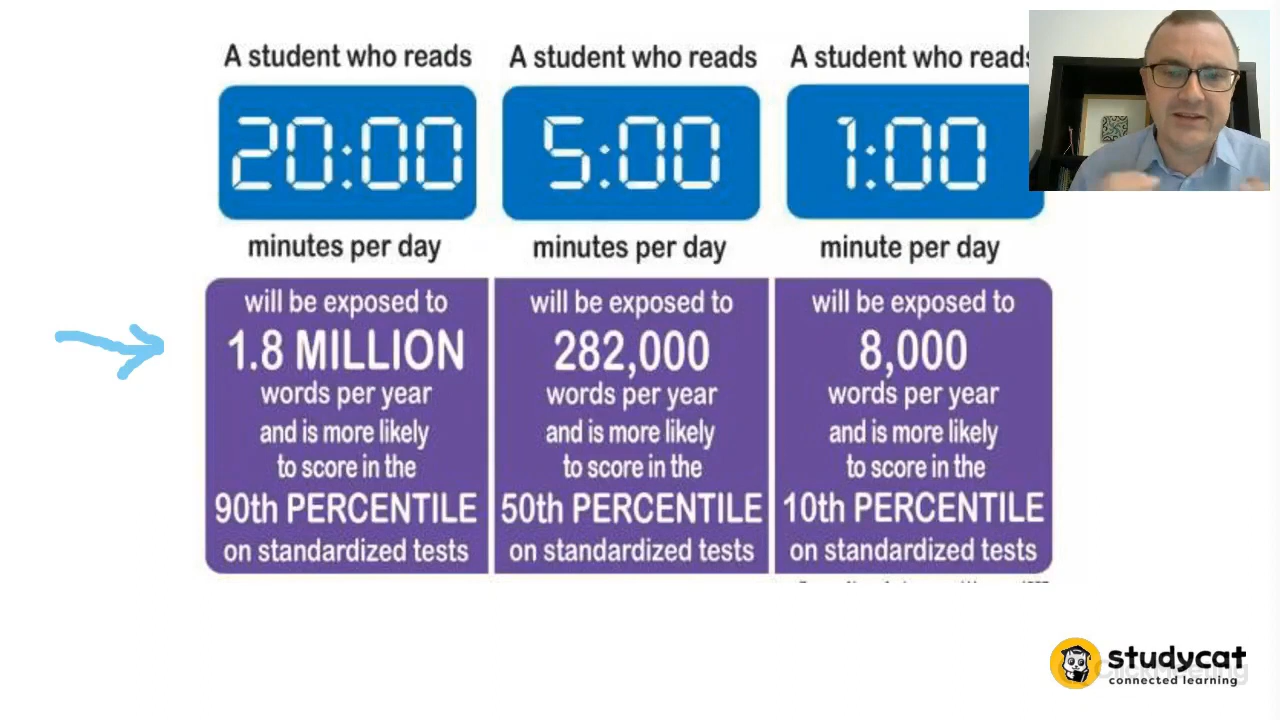 A student who reads
20:00
minutes per day
will be exposed to
1.8 MILLION
words per year
and is more likely
to score in the
90th PERCENTILE
on standardized tests
A student who reads
5:00
minutes per day
will be exposed to
282,000
words per year
and is more likely
to score in the
50th PERCENTILE
on standardized tests
A student who reads
1:00
minute per day
will be exposed to
8,000
words per year
and is more likely
to score in the
10th PERCENTILE
on standardized tests
studycat
connected learning
ClickMeeting